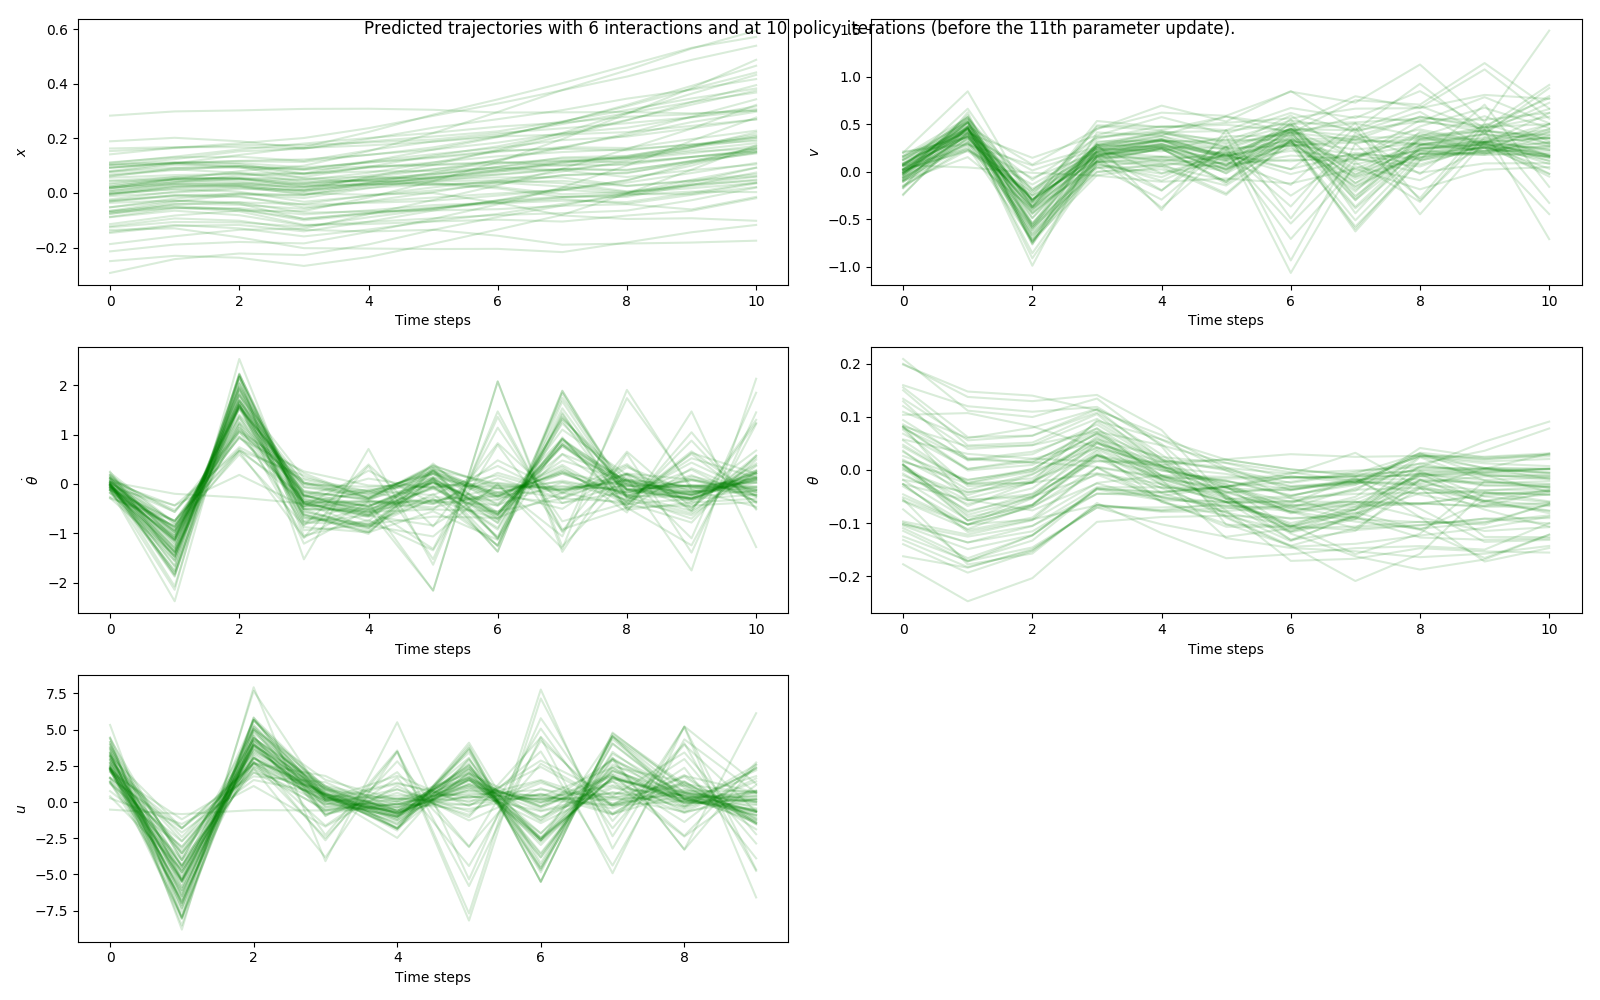 Predicted trajectories with 6 interactions and at 10 policy iterations (before the 11th parameter update).
0.6
0.4
0.2
0.0
−0.2
x
0 2 4 6 8 10
Time steps
1.5
1.0
0.5
0.0
−0.5
−1.0
v
0 2 4 6 8 10
Time steps
2
1
0
−1
−2
θ̇
0 2 4 6 8 10
Time steps
0.2
0.1
0.0
−0.1
−0.2
θ
0 2 4 6 8 10
Time steps
7.5
5.0
2.5
0.0
−2.5
−5.0
−7.5
u
0 2 4 6 8
Time steps